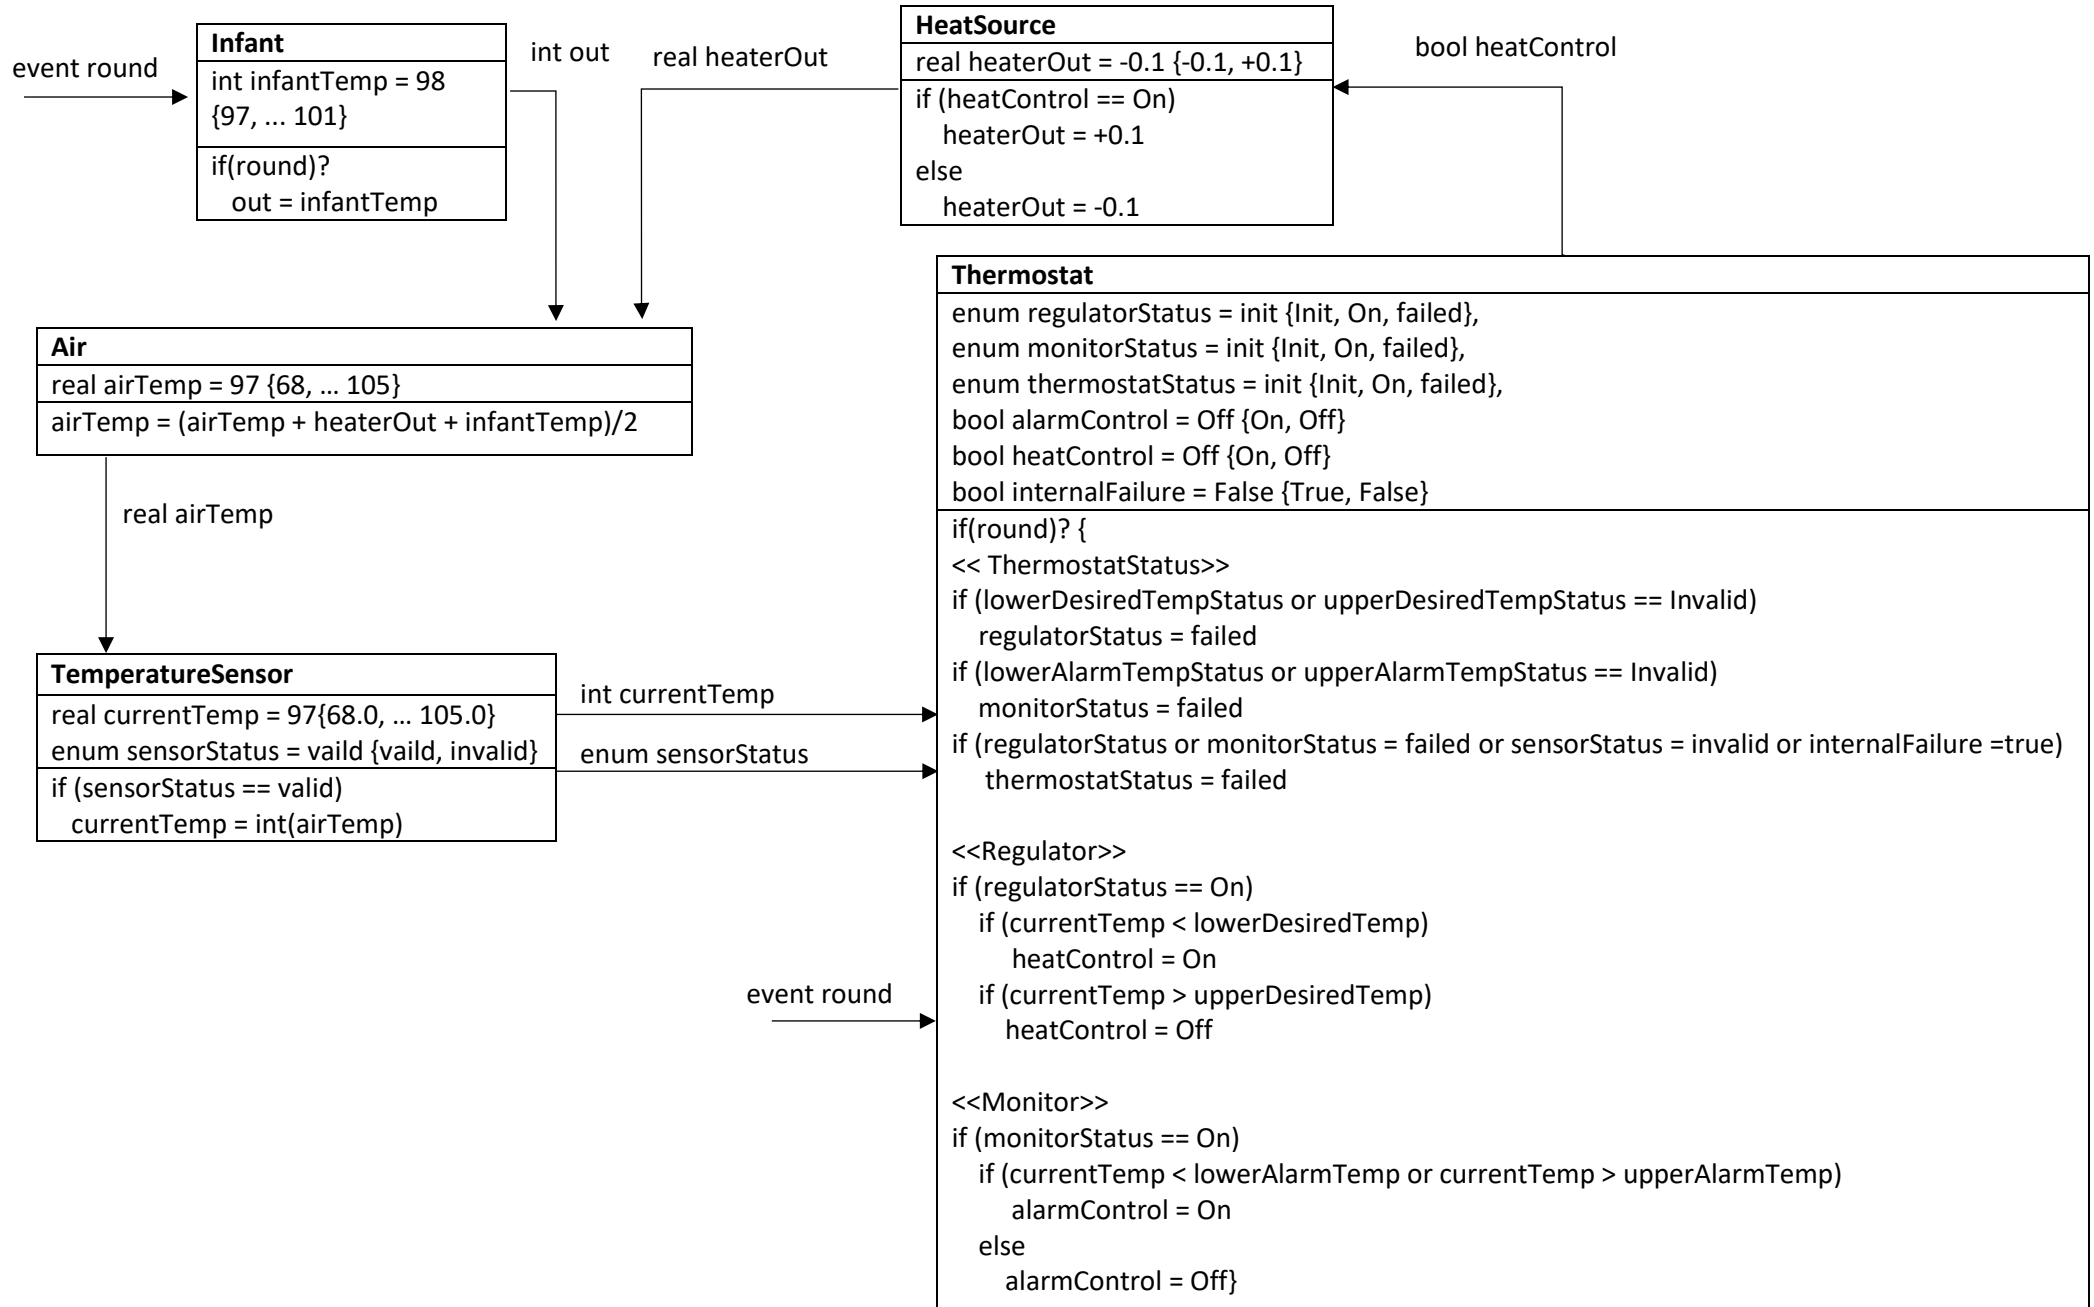 event round
Infant
int infantTemp = 98
{97, ... 101}
if(round)?
out = infantTemp
int out
real heaterOut
HeatSource
real heaterOut = -0.1 {-0.1, +0.1}
if (heatControl == On)
heaterOut = +0.1
else
heaterOut = -0.1
bool heatControl
Air
real airTemp = 97 {68, ... 105}
airTemp = (airTemp + heaterOut + infantTemp)/2
real airTemp
TemperatureSensor
real currentTemp = 97{68.0, ... 105.0}
enum sensorStatus = vaild {vaild, invalid}
if (sensorStatus == valid)
currentTemp = int(airTemp)
int currentTemp
enum sensorStatus
event round
Thermostat
enum regulatorStatus = init {Init, On, failed},
enum monitorStatus = init {Init, On, failed},
enum thermostatStatus = init {Init, On, failed},
bool alarmControl = Off {On, Off}
bool heatControl = Off {On, Off}
bool internalFailure = False {True, False}
if(round)? {
<< ThermostatStatus>>
if (lowerDesiredTempStatus or upperDesiredTempStatus == Invalid)
regulatorStatus = failed
if (lowerAlarmTempStatus or upperAlarmTempStatus == Invalid)
monitorStatus = failed
if (regulatorStatus or monitorStatus = failed or sensorStatus = invalid or internalFailure =true)
thermostatStatus = failed
<<Regulator>>
if (regulatorStatus == On)
if (currentTemp < lowerDesiredTemp)
heatControl = On
if (currentTemp > upperDesiredTemp)
heatControl = Off
<<Monitor>>
if (monitorStatus == On)
if (currentTemp < lowerAlarmTemp or currentTemp > upperAlarmTemp)
alarmControl = On
else
alarmControl = Off}